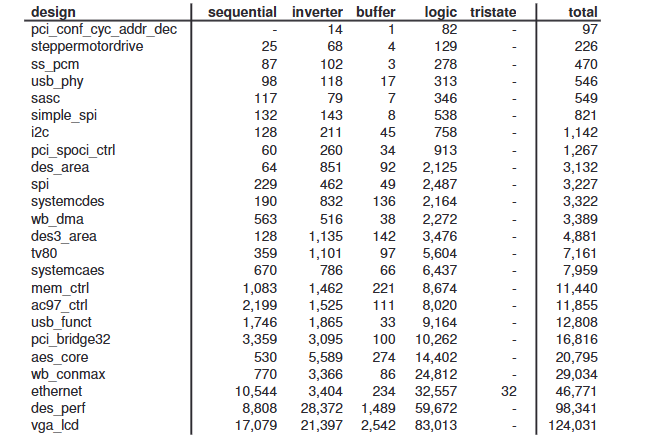 design sequential inverter buffer logic tristate total
pci_conf_cyc_addr_dec - 14 1 82 - 97
steppermotordrive 25 68 4 129 - 226
ss_pcm 87 102 3 278 - 470
usb_phy 98 118 17 313 - 546
sasc 117 79 7 346 - 549
simple_spi 132 143 8 538 - 821
i2c 128 211 45 758 - 1,142
pci_spoci_ctrl 60 260 34 913 - 1,267
des_area 64 851 92 2,125 - 3,132
spi 229 462 49 2,487 - 3,227
systemcdes 190 832 136 2,164 - 3,322
wb_dma 563 516 38 2,272 - 3,389
des3_area 128 1,135 142 3,476 - 4,881
tv80 359 1,101 97 5,604 - 7,161
systemcaes 670 786 66 6,437 - 7,959
mem_ctrl 1,083 1,462 221 8,674 - 11,440
ac97_ctrl 2,199 1,525 111 8,020 - 11,855
usb_funct 1,746 1,865 33 9,164 - 12,808
pci_bridge32 3,359 3,095 100 10,262 - 16,816
aes_core 530 5,589 274 14,402 - 20,795
wb_conmax 770 3,366 86 24,812 - 29,034
ethernet 10,544 3,404 234 32,557 32 46,771
des_perf 8,808 28,372 1,489 59,672 - 98,341
vga_lcd 17,079 21,397 2,542 83,013 - 124,031